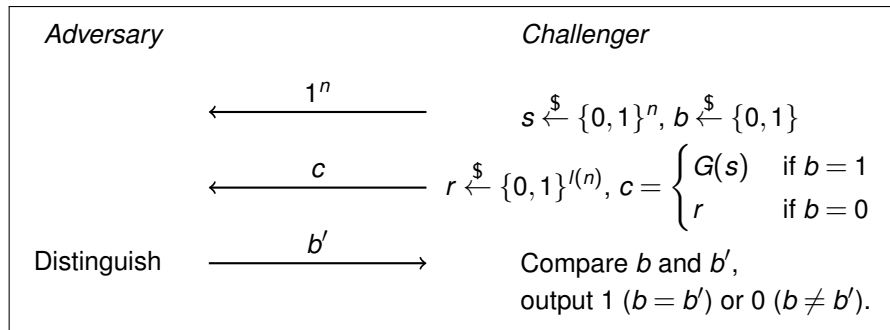 Adversary Challenger
1ⁿ
s ←$ {0, 1}ⁿ, b ←$ {0, 1}
c
r ←$ {0, 1}ˡ⁽ⁿ⁾, c = { G(s) if b = 1
r if b = 0
Distinguish b′ Compare b and b′,
output 1 (b = b′) or 0 (b ≠ b′).